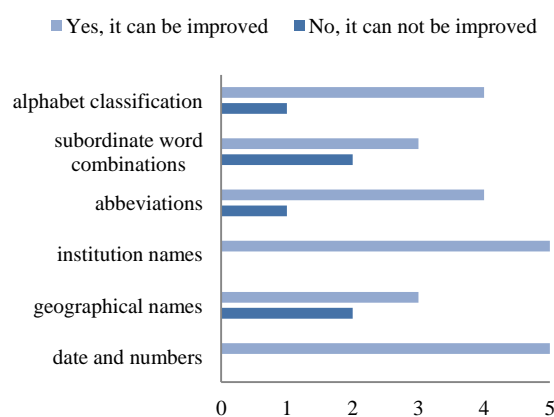 Yes, it can be improved No, it can not be improved
alphabet classification
subordinate word
combinations
abbeviations
institution names
geographical names
date and numbers
0 1 2 3 4 5